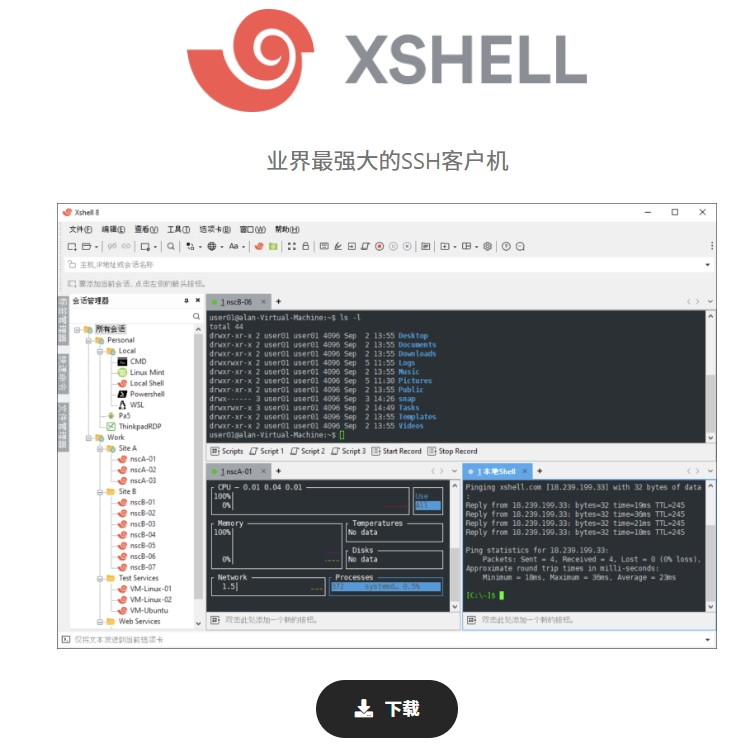 XSHELL
业界最强大的SSH客户机
Xshell 8
文件(F) 编辑(E) 查看(V) 工具(T) 选项卡(B) 窗口(W) 帮助(H)
主机,IP地址或会话名称
要添加当前会话, 点击左侧的箭头按钮。
会话管理器
所有会话
Personal
Local
CMD
Linux Mint
Local Shell
Powershell
WSL
Pa5
ThinkpadRDP
Work
Site A
nscA-01
nscA-02
nscA-03
Site B
nscB-01
nscB-02
nscB-03
nscB-04
nscB-05
nscB-06
nscB-07
Test Services
VM-Linux-01
VM-Linux-02
VM-Ubuntu
Web Services
1 nscB-06
user01@alan-Virtual-Machine:~$ ls -l
total 44
drwxr-xr-x 2 user01 user01 4096 Sep 2 13:55 Desktop
drwxr-xr-x 2 user01 user01 4096 Sep 2 13:55 Documents
drwxr-xr-x 2 user01 user01 4096 Sep 2 13:55 Downloads
drwxrwxr-x 2 user01 user01 4096 Sep 5 11:55 Logs
drwxr-xr-x 2 user01 user01 4096 Sep 2 13:55 Music
drwxr-xr-x 2 user01 user01 4096 Sep 5 11:30 Pictures
drwxr-xr-x 2 user01 user01 4096 Sep 2 13:55 Public
drwx------ 3 user01 user01 4096 Sep 3 14:26 snap
drwxrwxr-x 3 user01 user01 4096 Sep 2 14:49 Tasks
drwxr-xr-x 2 user01 user01 4096 Sep 2 13:55 Templates
drwxr-xr-x 2 user01 user01 4096 Sep 2 13:55 Videos
user01@alan-Virtual-Machine:~$
Scripts Script 1 Script 2 Script 3 Start Record Stop Record
1 nscA-01
CPU - 0.01 0.04 0.01
100%
0%
Use
All
Memory
100%
0%
Temperatures
No data
Disks
No data
Network
1.5
Processes
systemd… 0.5%
双击此处添加一个新的按钮。
1 本地Shell
Pinging xshell.com [18.239.199.33] with 32 bytes of data
:
Reply from 18.239.199.33: bytes=32 time=19ms TTL=245
Reply from 18.239.199.33: bytes=32 time=36ms TTL=245
Reply from 18.239.199.33: bytes=32 time=21ms TTL=245
Reply from 18.239.199.33: bytes=32 time=18ms TTL=245
Ping statistics for 18.239.199.33:
Packets: Sent = 4, Received = 4, Lost = 0 (0% loss),
Approximate round trip times in milli-seconds:
Minimum = 18ms, Maximum = 36ms, Average = 23ms
[C:\~]$
双击此处添加一个新的按钮。
仅将文本发送到当前选项卡
下载